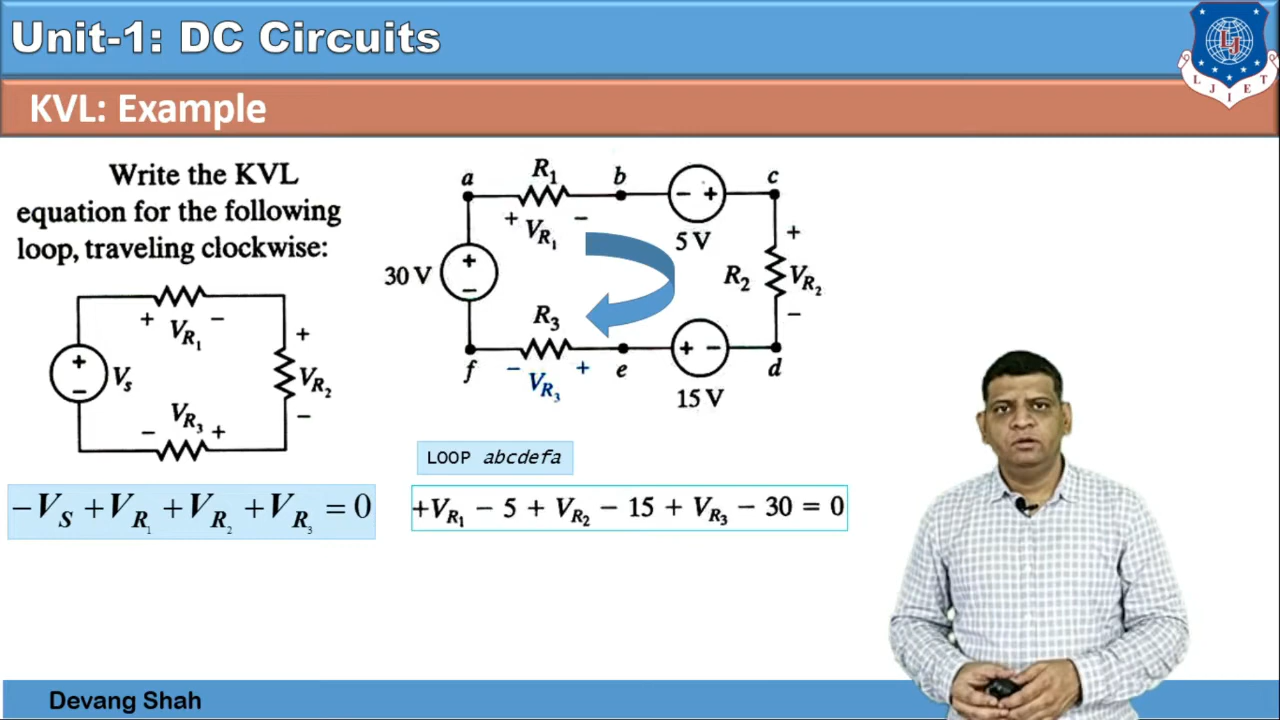 Unit-1: DC Circuits
L J I E T
KVL: Example
Write the KVL
equation for the following
loop, traveling clockwise:
+ V_R₁ −
+
V_s
−
+
V_R₂
−
− V_R₃ +
−V_S + V_R₁ + V_R₂ + V_R₃ = 0
a R₁ b − + c
+ V_R₁ −
5 V
30 V
+
−
R₂
+
V_R₂
−
R₃
f − V_R₃ + e + − d
15 V
LOOP abcdefa
+V_R₁ − 5 + V_R₂ − 15 + V_R₃ − 30 = 0
Devang Shah